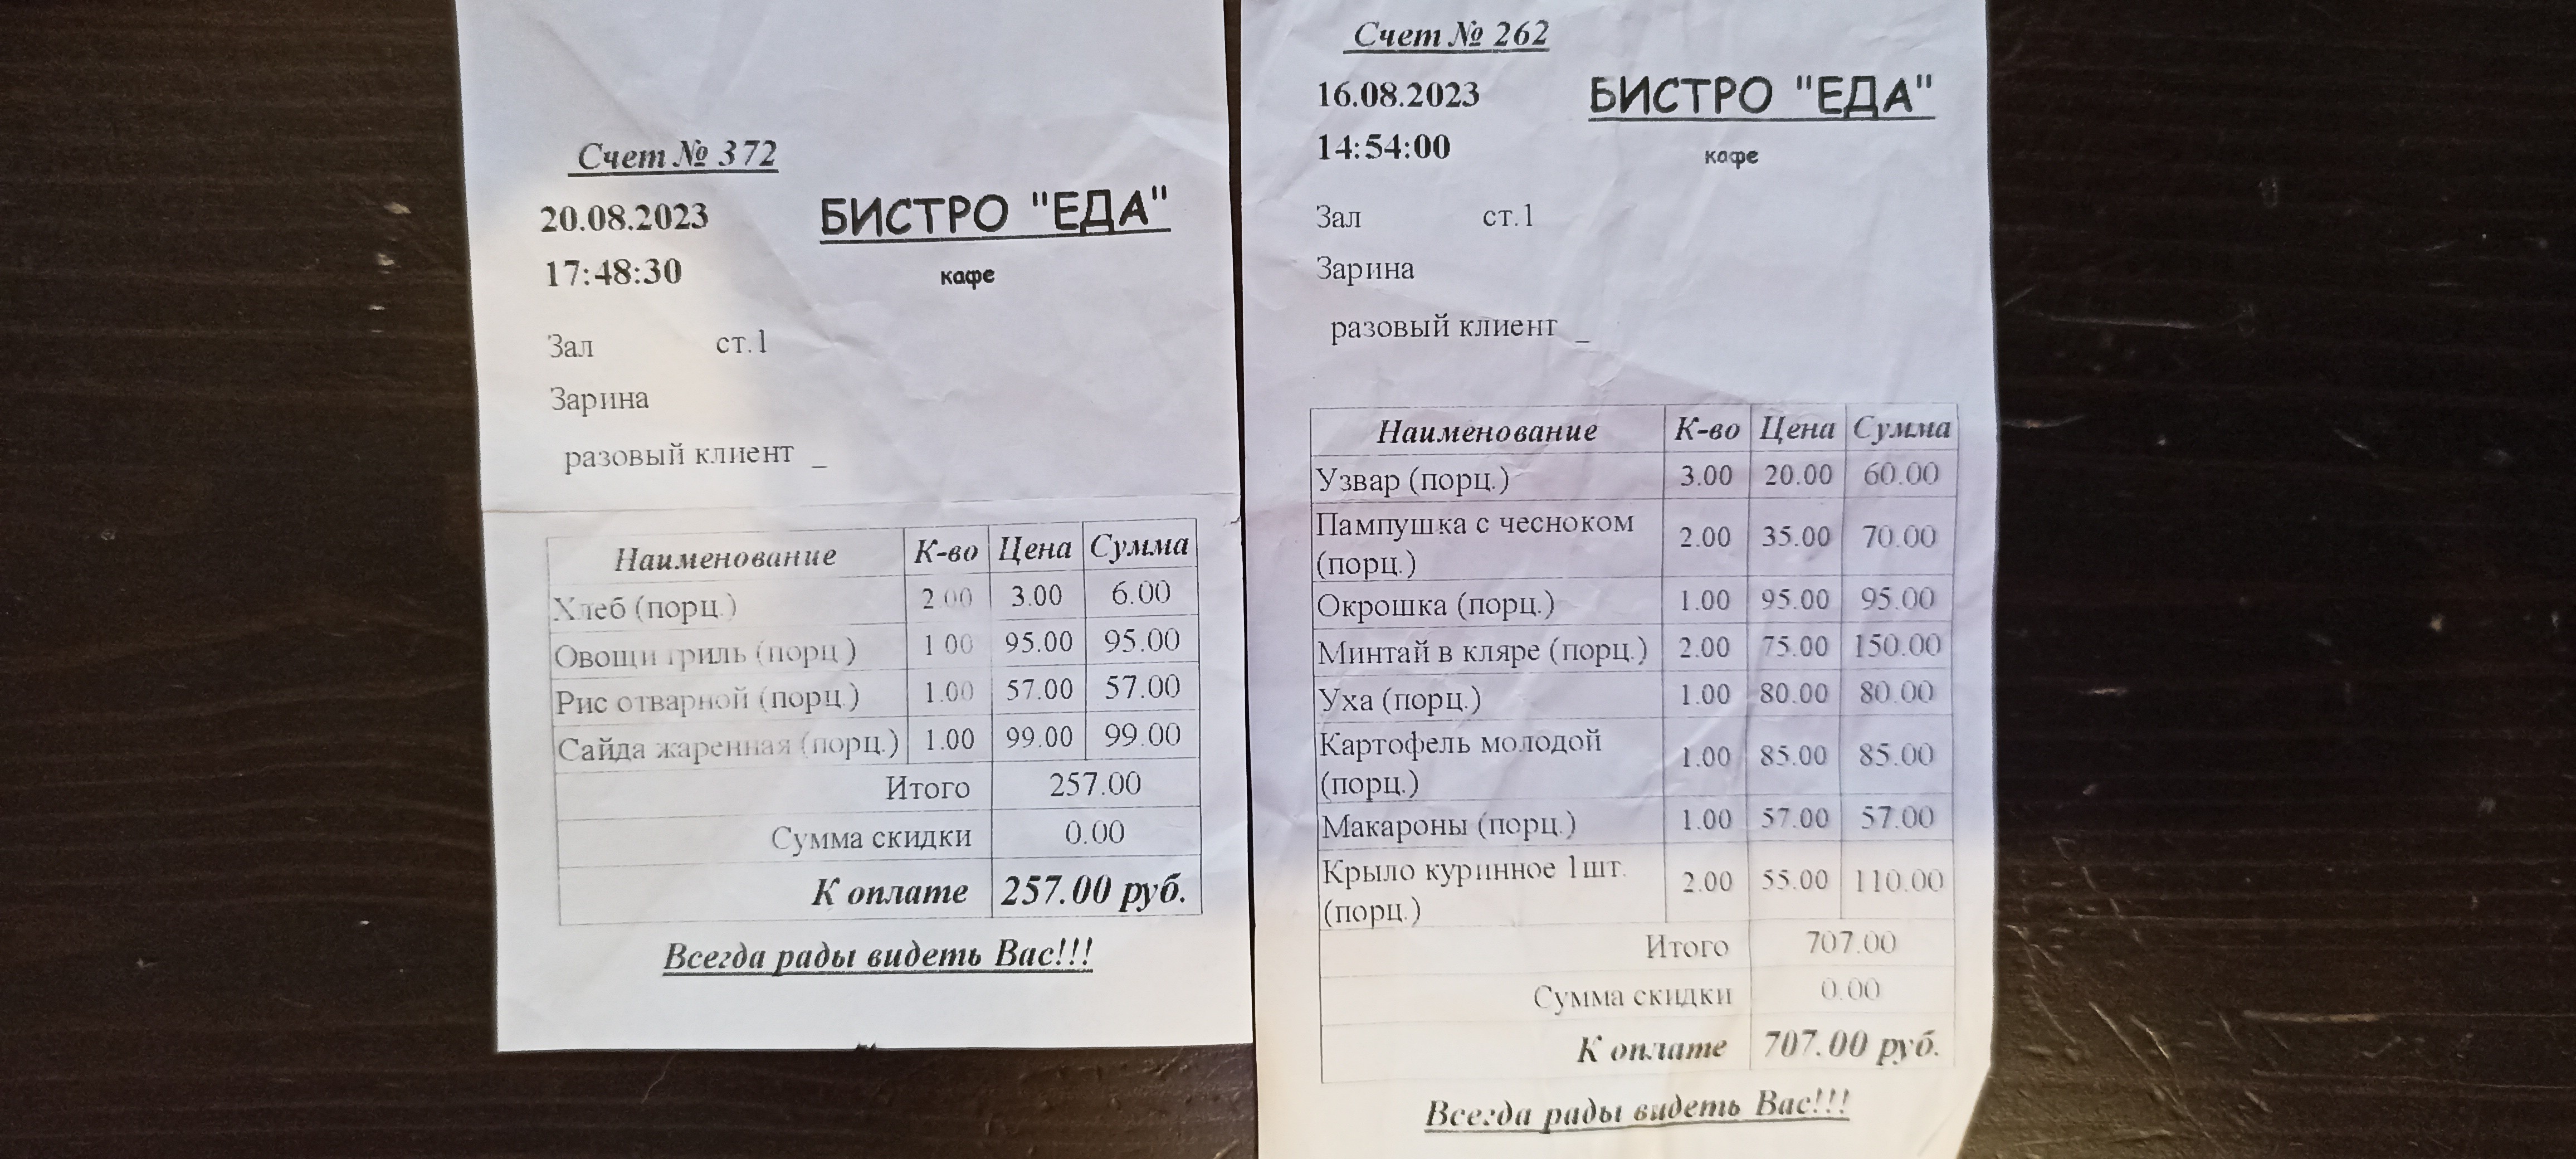 Счет № 372
20.08.2023
17:48:30
БИСТРО "ЕДА"
кафе
Зал ст.1
Зарина
разовый клиент _
Наименование К-во Цена Сумма
Хлеб (порц.) 2.00 3.00 6.00
Овощи гриль (порц.) 1.00 95.00 95.00
Рис отварной (порц.) 1.00 57.00 57.00
Сайда жаренная (порц.) 1.00 99.00 99.00
Итого 257.00
Сумма скидки 0.00
К оплате 257.00 руб.
Всегда рады видеть Вас!!!
Счет № 262
16.08.2023
14:54:00
БИСТРО "ЕДА"
кафе
Зал ст.1
Зарина
разовый клиент _
Наименование К-во Цена Сумма
Узвар (порц.) 3.00 20.00 60.00
Пампушка с чесноком
(порц.) 2.00 35.00 70.00
Окрошка (порц.) 1.00 95.00 95.00
Минтай в кляре (порц.) 2.00 75.00 150.00
Уха (порц.) 1.00 80.00 80.00
Картофель молодой
(порц.) 1.00 85.00 85.00
Макароны (порц.) 1.00 57.00 57.00
Крыло куринное 1шт.
(порц.) 2.00 55.00 110.00
Итого 707.00
Сумма скидки 0.00
К оплате 707.00 руб.
Всегда рады видеть Вас!!!